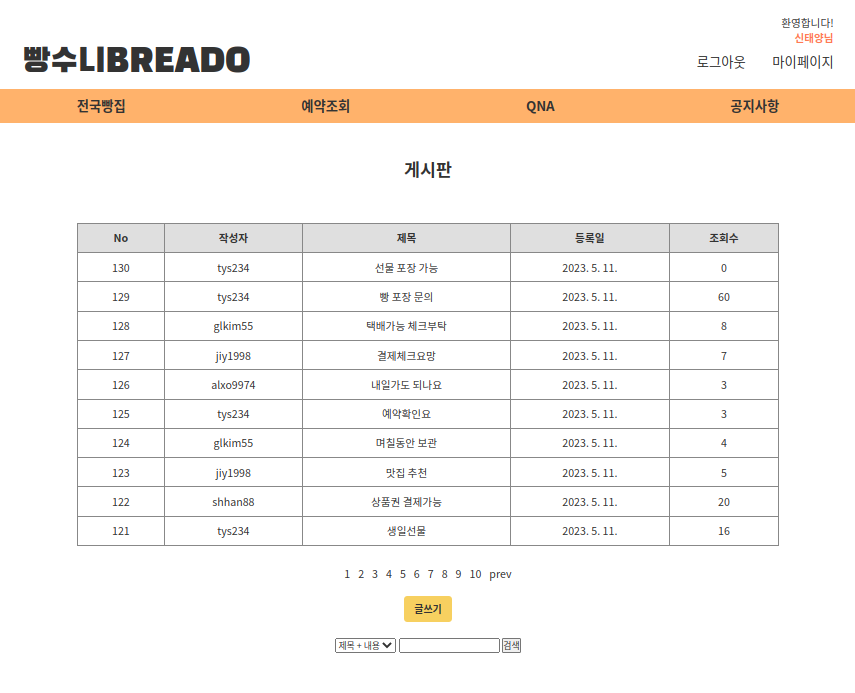 환영합니다!
신태양님
빵수LIBREADO
로그아웃 마이페이지
전국빵집 예약조회 QNA 공지사항
게시판
No 작성자 제목 등록일 조회수
130 tys234 선물 포장 가능 2023. 5. 11. 0
129 tys234 빵 포장 문의 2023. 5. 11. 60
128 glkim55 택배가능 체크부탁 2023. 5. 11. 8
127 jiy1998 결제체크요망 2023. 5. 11. 7
126 alxo9974 내일가도 되나요 2023. 5. 11. 3
125 tys234 예약확인요 2023. 5. 11. 3
124 glkim55 며칠동안 보관 2023. 5. 11. 4
123 jiy1998 맛집 추천 2023. 5. 11. 5
122 shhan88 상품권 결제가능 2023. 5. 11. 20
121 tys234 생일선물 2023. 5. 11. 16
1 2 3 4 5 6 7 8 9 10 prev
글쓰기
제목 + 내용 검색